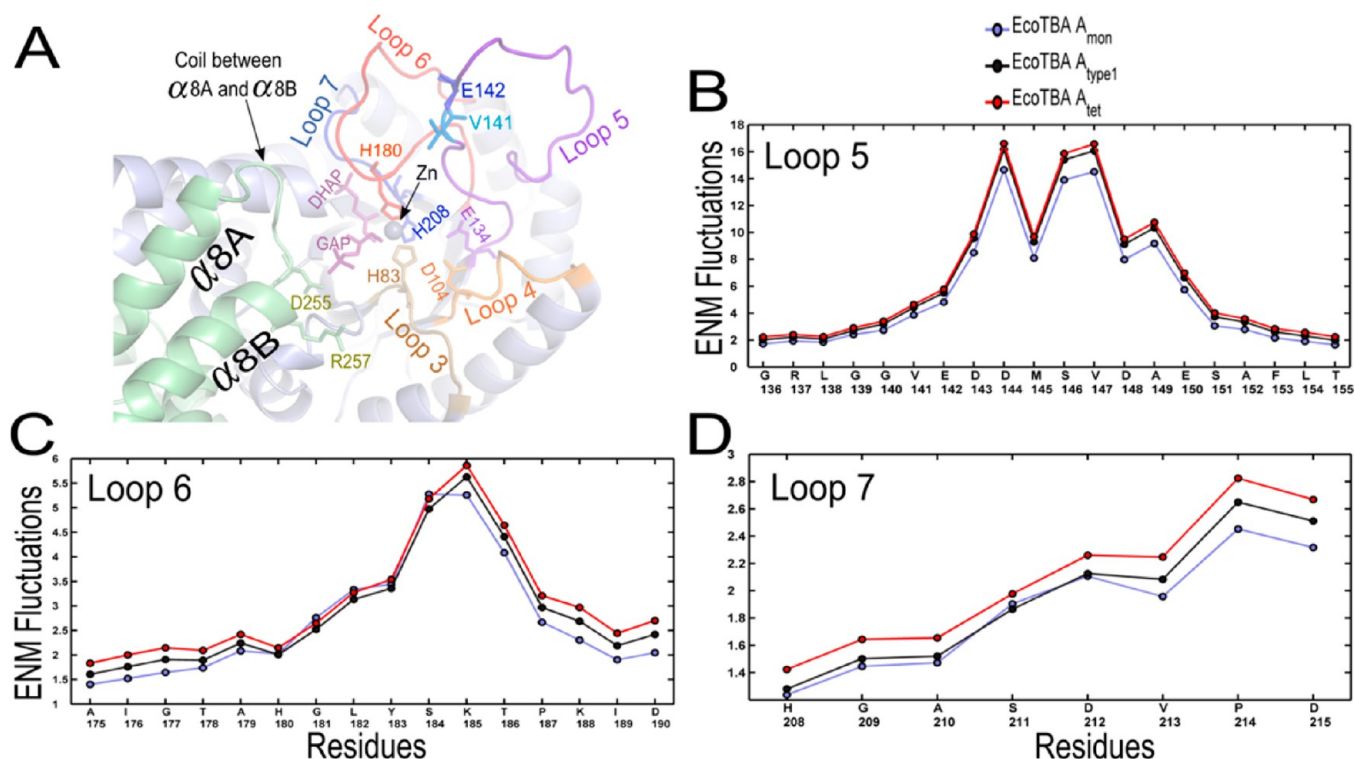 A
Coil between
α8A and α8B
Loop 6
Loop 7
E142
V141
Loop 5
H180
Zn
DHAP
H208
GAP
E134
H83
D104
α8A
D255
Loop 4
α8B
R257
Loop 3
EcoTBA Amon
EcoTBA Atype1
EcoTBA Atet
B
Loop 5
ENM Fluctuations
18
16
14
12
10
8
6
4
2
0
G R L G G V E D D M S V D A E S A F L T
136 137 138 139 140 141 142 143 144 145 146 147 148 149 150 151 152 153 154 155
C
Loop 6
ENM Fluctuations
6
5.5
5
4.5
4
3.5
3
2.5
2
1.5
1
A I G T A H G L Y S K T P K I D
175 176 177 178 179 180 181 182 183 184 185 186 187 188 189 190
Residues
D
Loop 7
3
2.8
2.6
2.4
2.2
2
1.8
1.6
1.4
H G A S D V P D
208 209 210 211 212 213 214 215
Residues